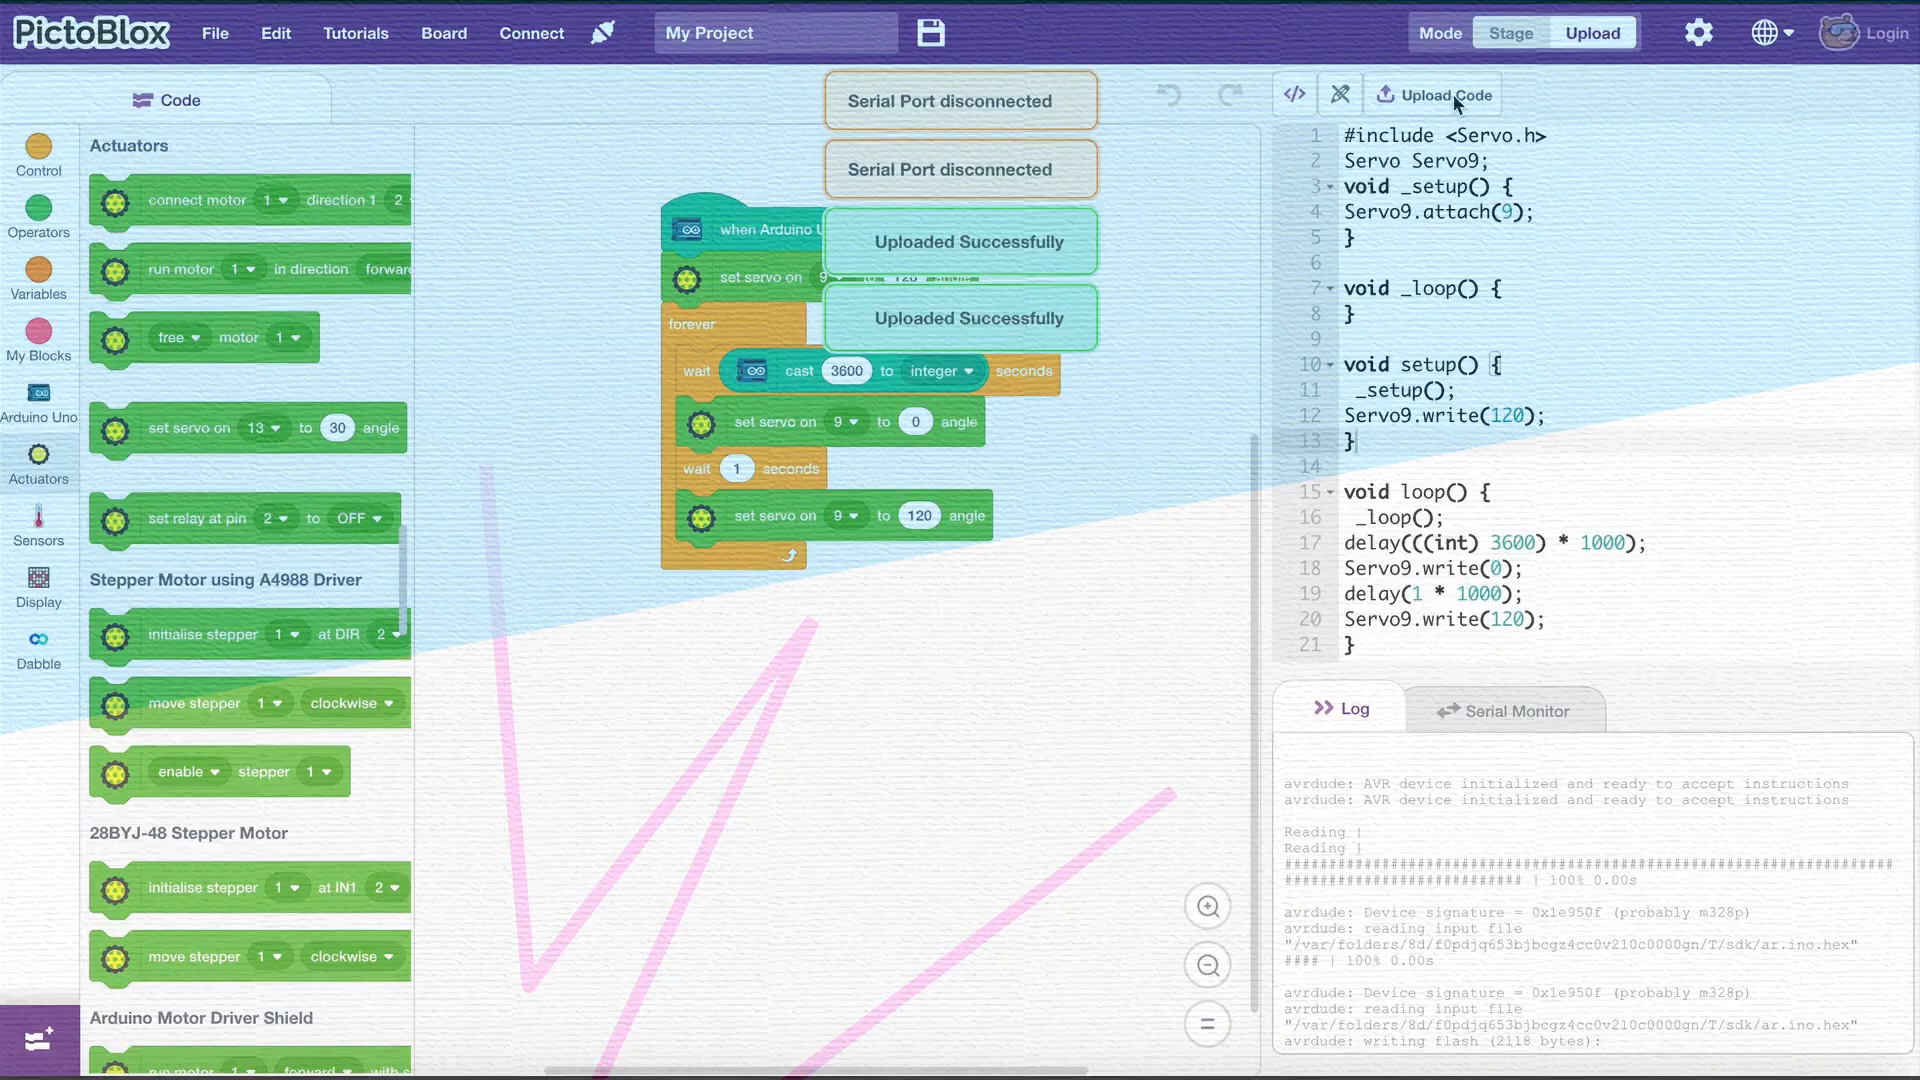 PictoBlox
File
Edit
Tutorials
Board
Connect
My Project
Mode
Stage
Upload
Login
Code
Serial Port disconnected
Serial Port disconnected
Uploaded Successfully
Uploaded Successfully
Upload Code
Control
Operators
Variables
My Blocks
Arduino Uno
Actuators
Sensors
Display
Dabble
Actuators
connect motor 1 direction 1 2
run motor 1 in direction
free motor 1
set servo on 13 to 30 angle
set relay at pin 2 to OFF
Stepper Motor using A4988 Driver
initialise stepper 1 at DIR 2
move stepper 1 clockwise
enable stepper 1
28BYJ-48 Stepper Motor
initialise stepper 1 at IN1 2
move stepper 1 clockwise
Arduino Motor Driver Shield
run motor 1 forward
when Arduino
set servo on 9 to 120 angle
forever
wait cast 3600 to integer seconds
set servo on 9 to 0 angle
wait 1 seconds
set servo on 9 to 120 angle
1 #include <Servo.h>
2 Servo Servo9;
3 void _setup() {
4 Servo9.attach(9);
5 }
6
7 void _loop() {
8 }
9
10 void setup() {
11 _setup();
12 Servo9.write(120);
13 }
14
15 void loop() {
16 _loop();
17 delay(((int) 3600) * 1000);
18 Servo9.write(0);
19 delay(1 * 1000);
20 Servo9.write(120);
21 }
Log
Serial Monitor
avrdude: AVR device initialized and ready to accept instructions
avrdude: AVR device initialized and ready to accept instructions
Reading |
Reading |
################################################################################
########################### | 100% 0.00s
avrdude: Device signature = 0x1e950f (probably m328p)
avrdude: reading input file
"/var/folders/8d/f0pdjq653bjbcgz4cc0v210c0000gn/T/sdk/ar.ino.hex"
#### | 100% 0.00s
avrdude: Device signature = 0x1e950f (probably m328p)
avrdude: reading input file
"/var/folders/8d/f0pdjq653bjbcgz4cc0v210c0000gn/T/sdk/ar.ino.hex"
avrdude: writing flash (2118 bytes):